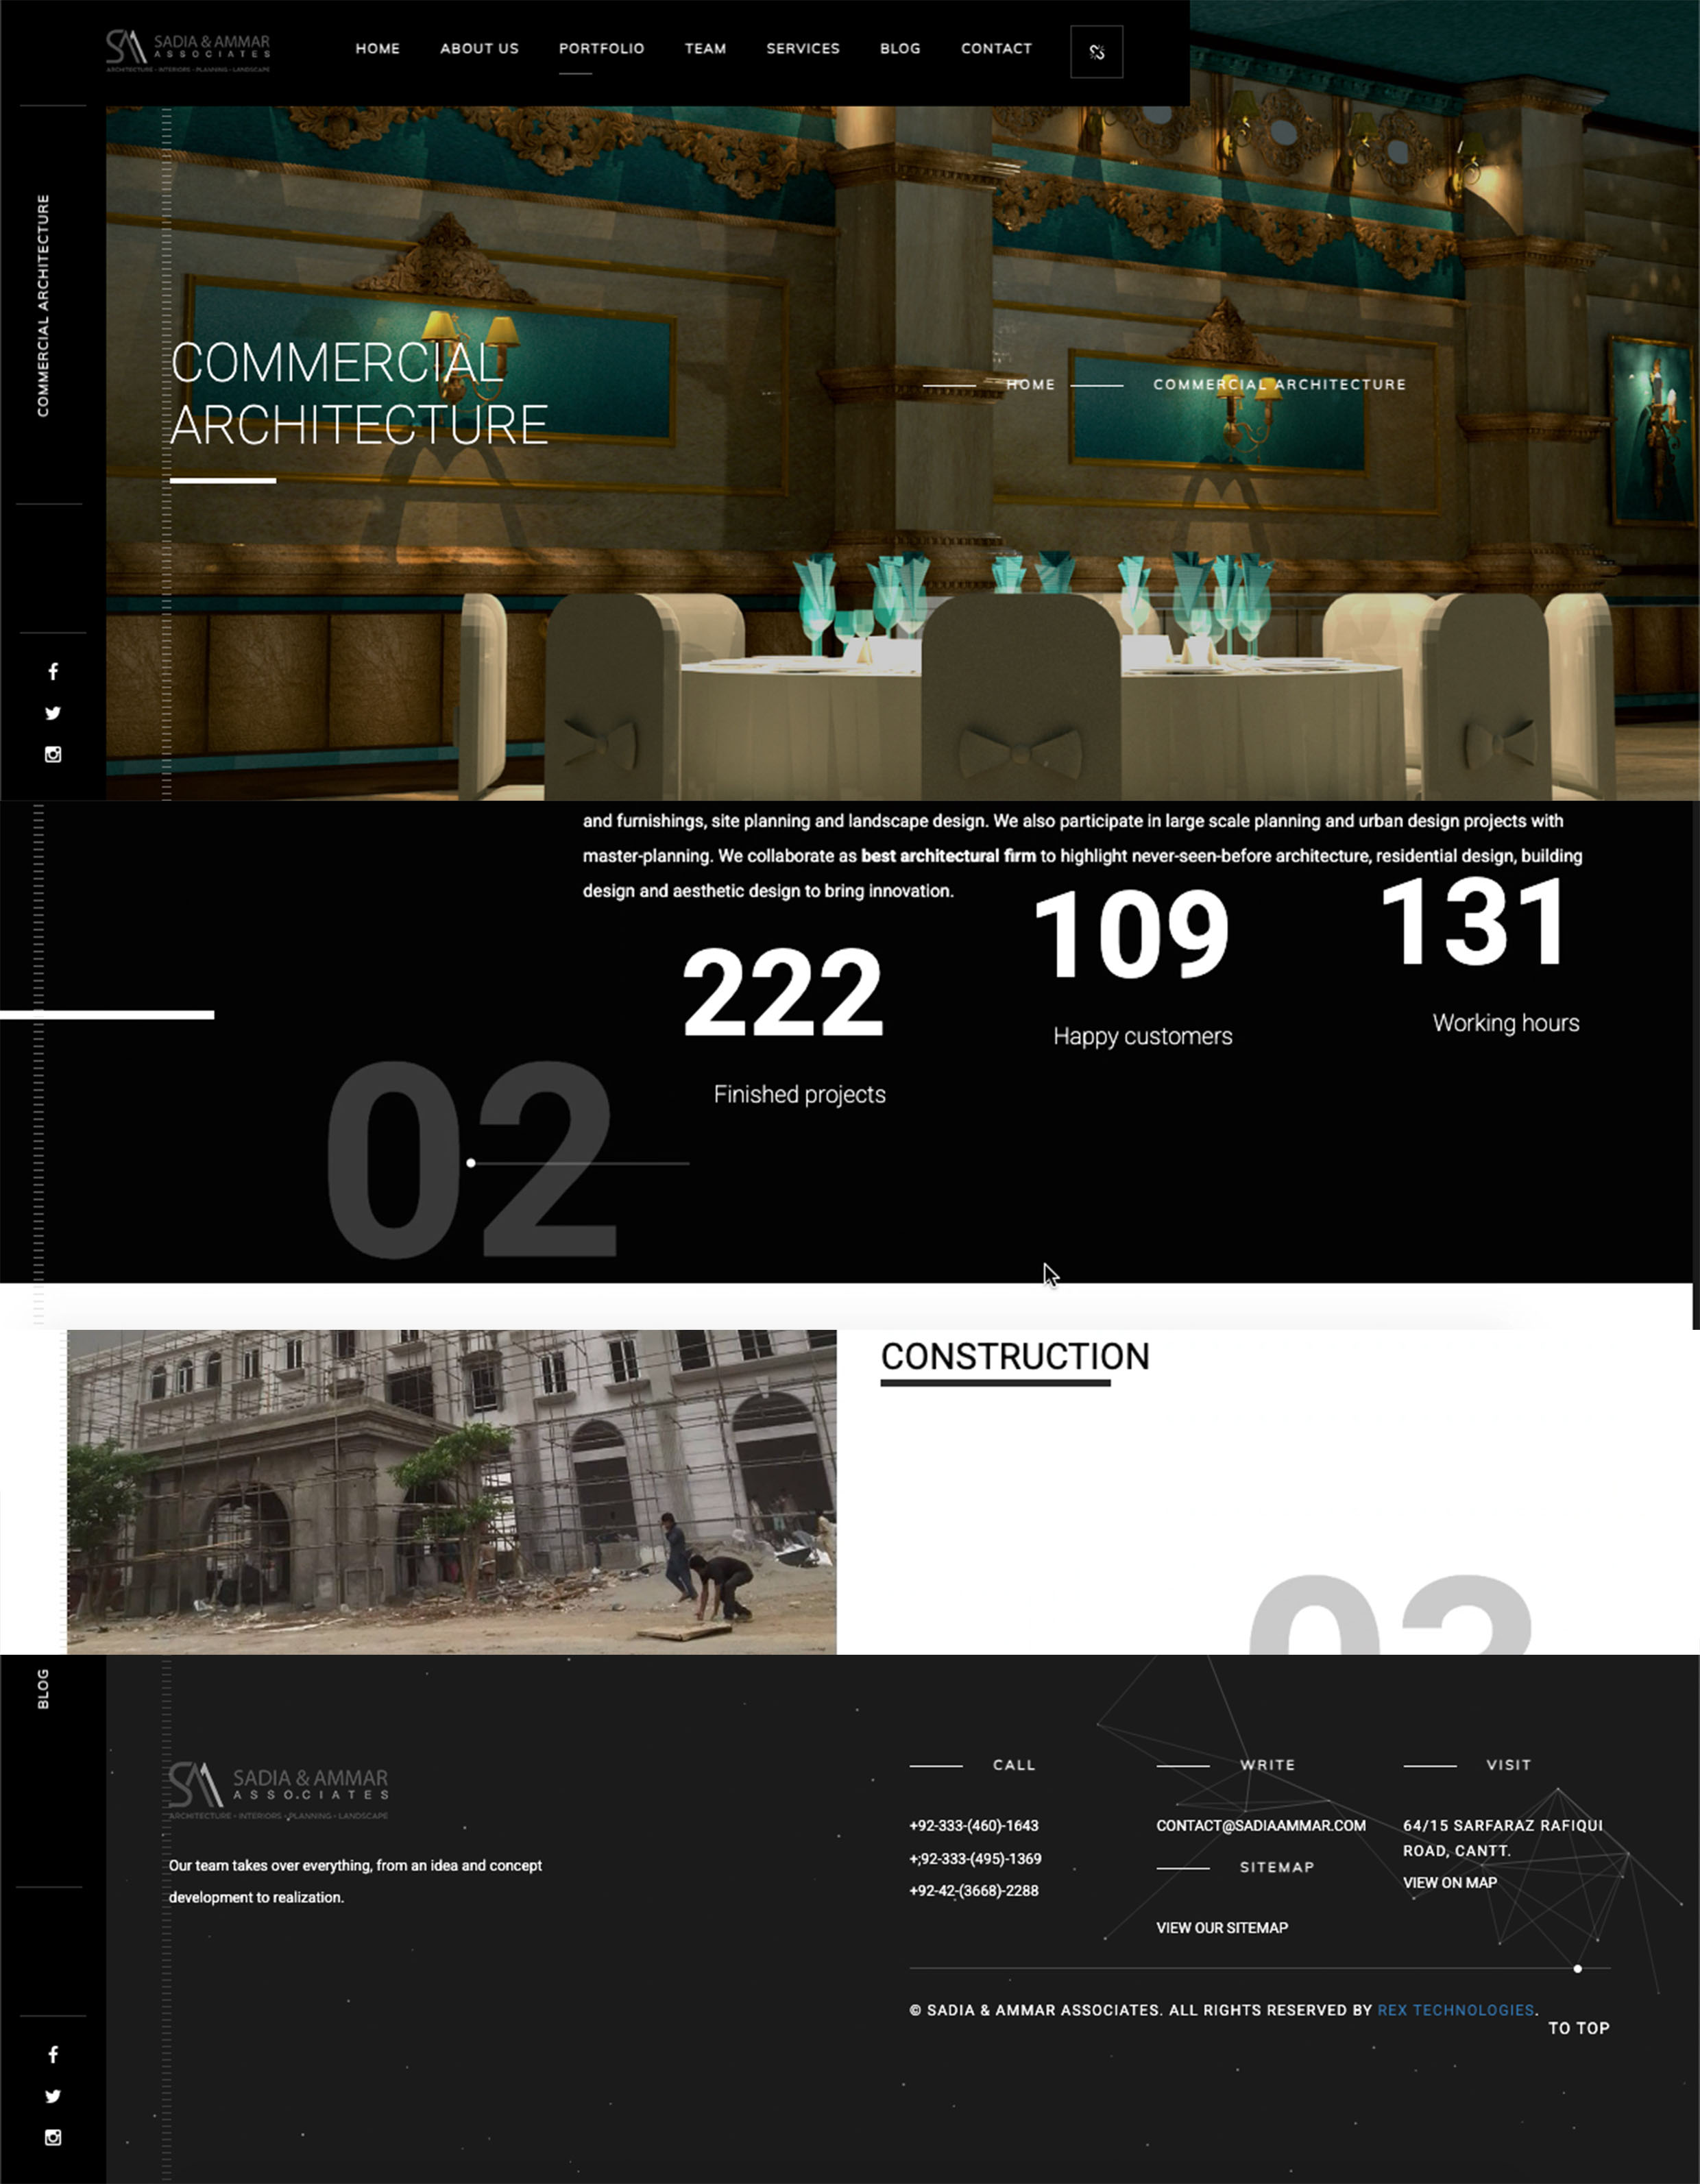 SADIA & AMMAR
ASSOCIATES
ARCHITECTURE - INTERIORS - PLANNING - LANDSCAPE
HOME
ABOUT US
PORTFOLIO
TEAM
SERVICES
BLOG
CONTACT
COMMERCIAL ARCHITECTURE
COMMERCIAL
ARCHITECTURE
HOME
COMMERCIAL ARCHITECTURE
and furnishings, site planning and landscape design. We also participate in large scale planning and urban design projects with
master-planning. We collaborate as best architectural firm to highlight never-seen-before architecture, residential design, building
design and aesthetic design to bring innovation.
222
Finished projects
109
Happy customers
131
Working hours
02
CONSTRUCTION
BLOG
SADIA & AMMAR
ASSOCIATES
ARCHITECTURE - INTERIORS - PLANNING - LANDSCAPE
Our team takes over everything, from an idea and concept
development to realization.
CALL
+92-333-(460)-1643
+;92-333-(495)-1369
+92-42-(3668)-2288
WRITE
CONTACT@SADIAAMMAR.COM
SITEMAP
VIEW OUR SITEMAP
VISIT
64/15 SARFARAZ RAFIQUI
ROAD, CANTT.
VIEW ON MAP
© SADIA & AMMAR ASSOCIATES. ALL RIGHTS RESERVED BY REX TECHNOLOGIES.
TO TOP